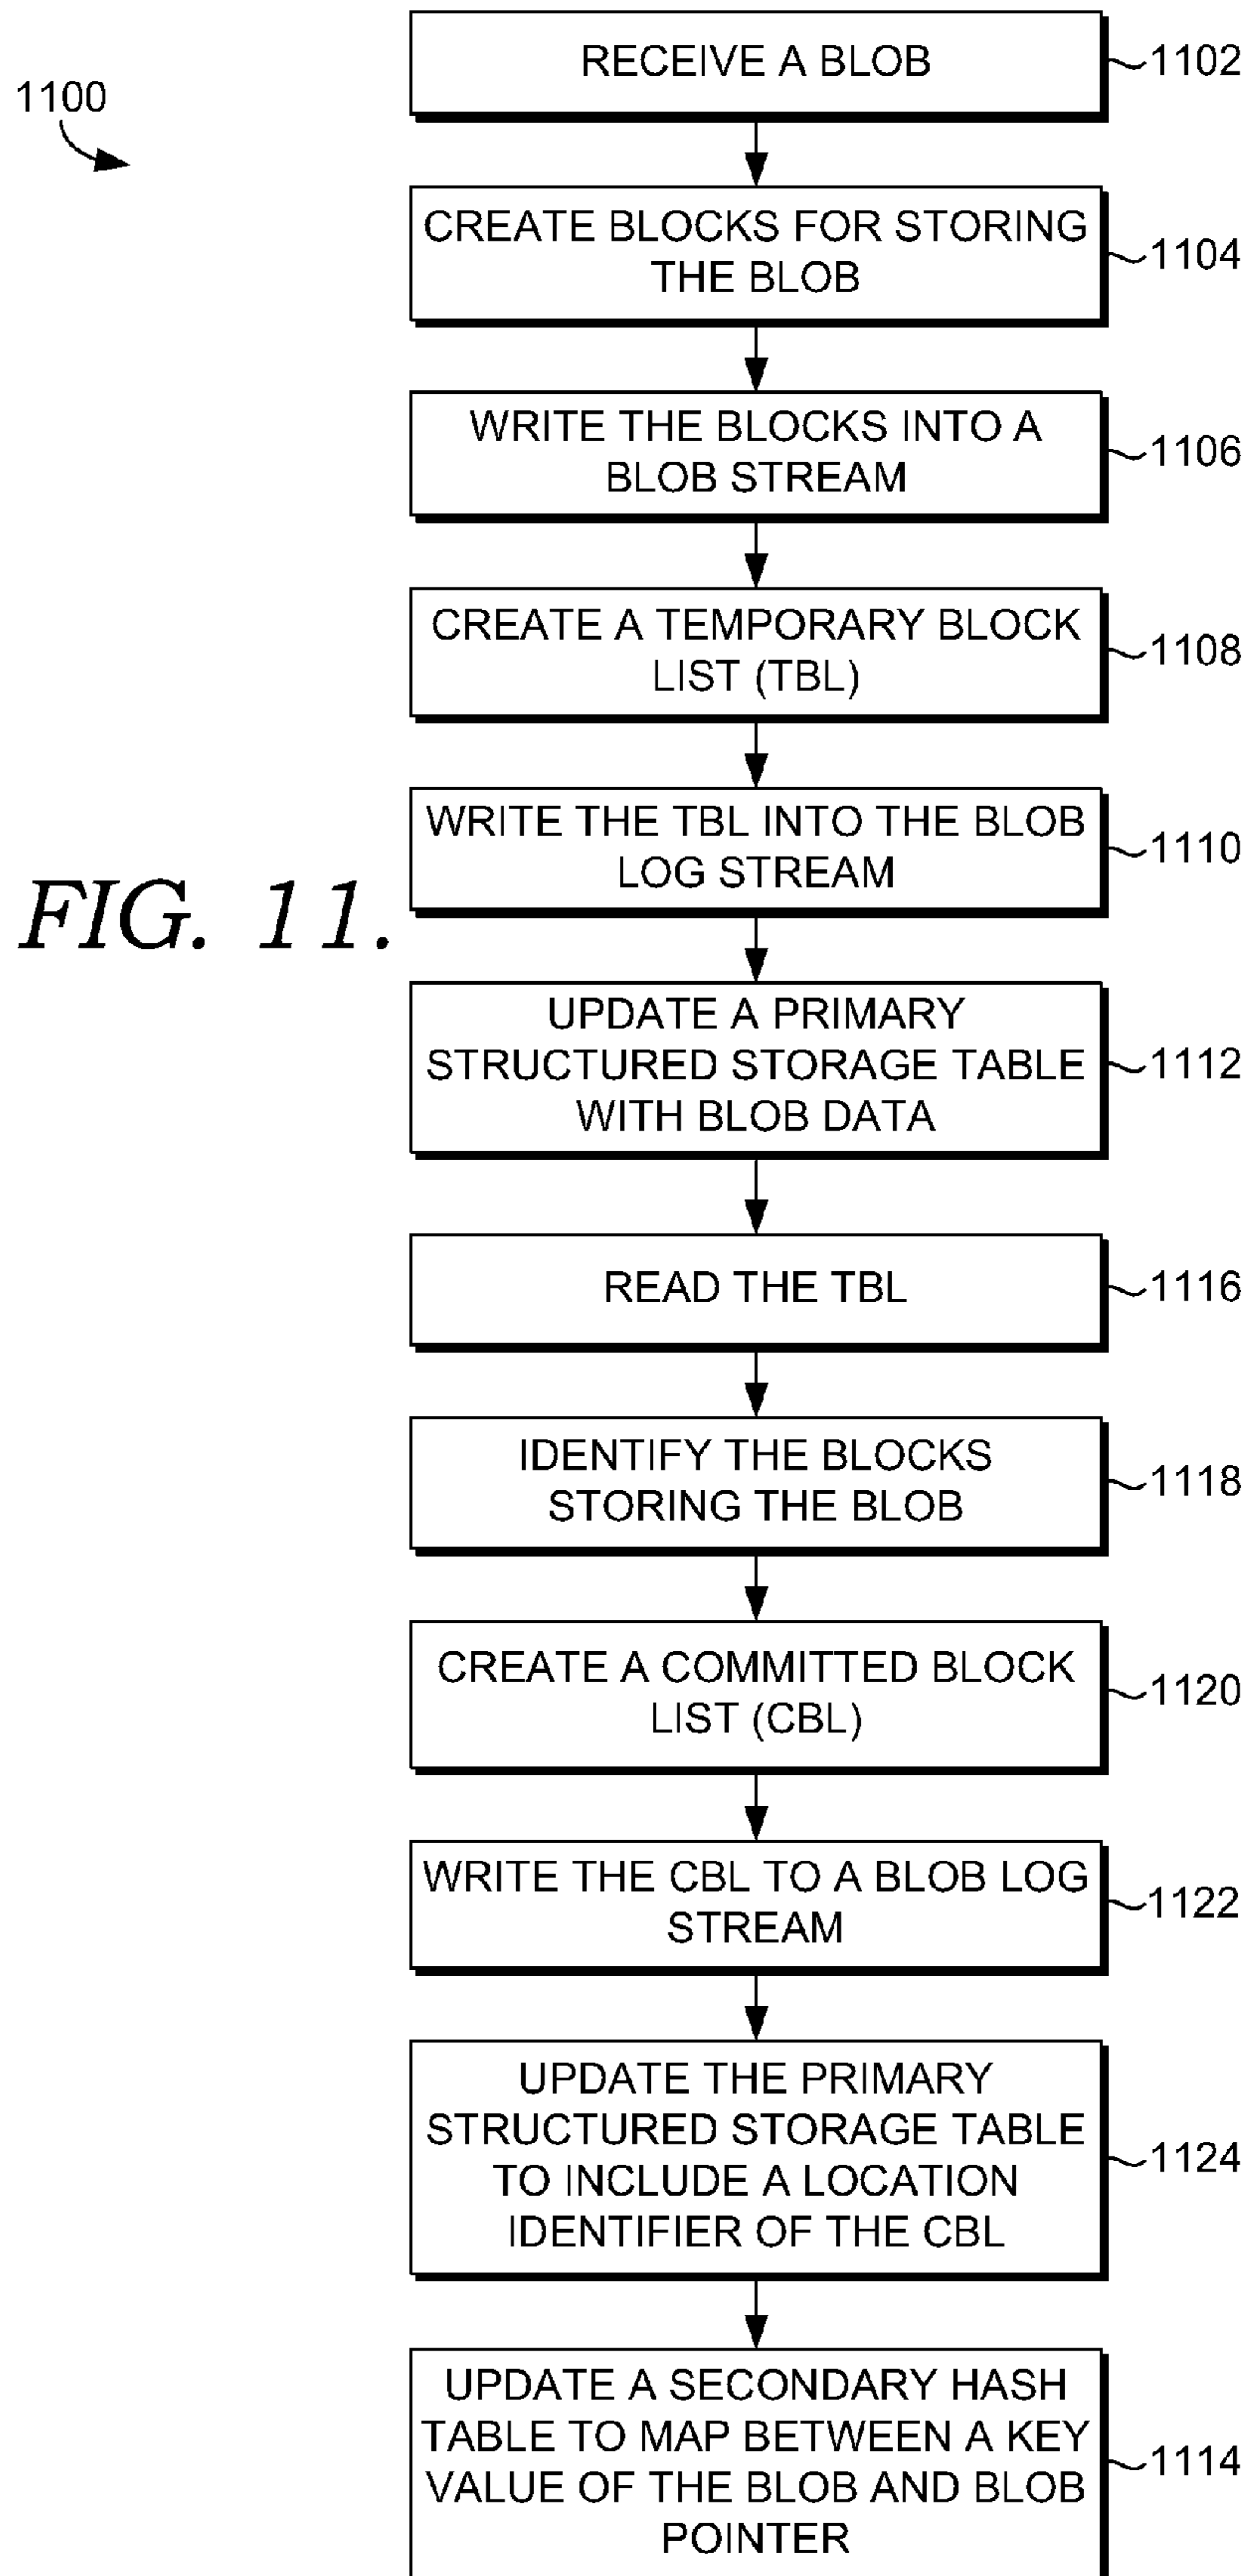 1100
RECEIVE A BLOB
1102
CREATE BLOCKS FOR STORING
THE BLOB
1104
WRITE THE BLOCKS INTO A
BLOB STREAM
1106
CREATE A TEMPORARY BLOCK
LIST (TBL)
1108
WRITE THE TBL INTO THE BLOB
LOG STREAM
1110
FIG. 11.
UPDATE A PRIMARY
STRUCTURED STORAGE TABLE
WITH BLOB DATA
1112
READ THE TBL
1116
IDENTIFY THE BLOCKS
STORING THE BLOB
1118
CREATE A COMMITTED BLOCK
LIST (CBL)
1120
WRITE THE CBL TO A BLOB LOG
STREAM
1122
UPDATE THE PRIMARY
STRUCTURED STORAGE TABLE
TO INCLUDE A LOCATION
IDENTIFIER OF THE CBL
1124
UPDATE A SECONDARY HASH
TABLE TO MAP BETWEEN A KEY
VALUE OF THE BLOB AND BLOB
POINTER
1114